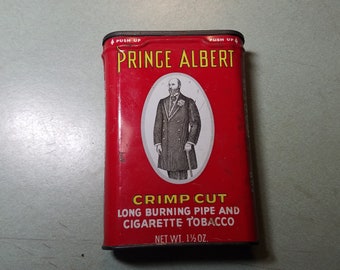 PUSH UP PUSH UP
PRINCE ALBERT
CRIMP CUT
LONG BURNING PIPE AND
CIGARETTE TOBACCO
NET WT. 1½ OZ.